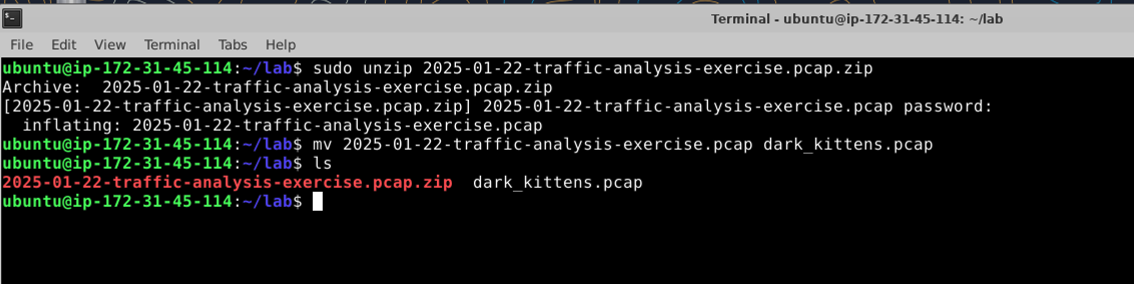 Terminal - ubuntu@ip-172-31-45-114: ~/lab
File Edit View Terminal Tabs Help
ubuntu@ip-172-31-45-114:~/lab$ sudo unzip 2025-01-22-traffic-analysis-exercise.pcap.zip
Archive:  2025-01-22-traffic-analysis-exercise.pcap.zip
[2025-01-22-traffic-analysis-exercise.pcap.zip] 2025-01-22-traffic-analysis-exercise.pcap password:
  inflating: 2025-01-22-traffic-analysis-exercise.pcap
ubuntu@ip-172-31-45-114:~/lab$ mv 2025-01-22-traffic-analysis-exercise.pcap dark_kittens.pcap
ubuntu@ip-172-31-45-114:~/lab$ ls
2025-01-22-traffic-analysis-exercise.pcap.zip  dark_kittens.pcap
ubuntu@ip-172-31-45-114:~/lab$